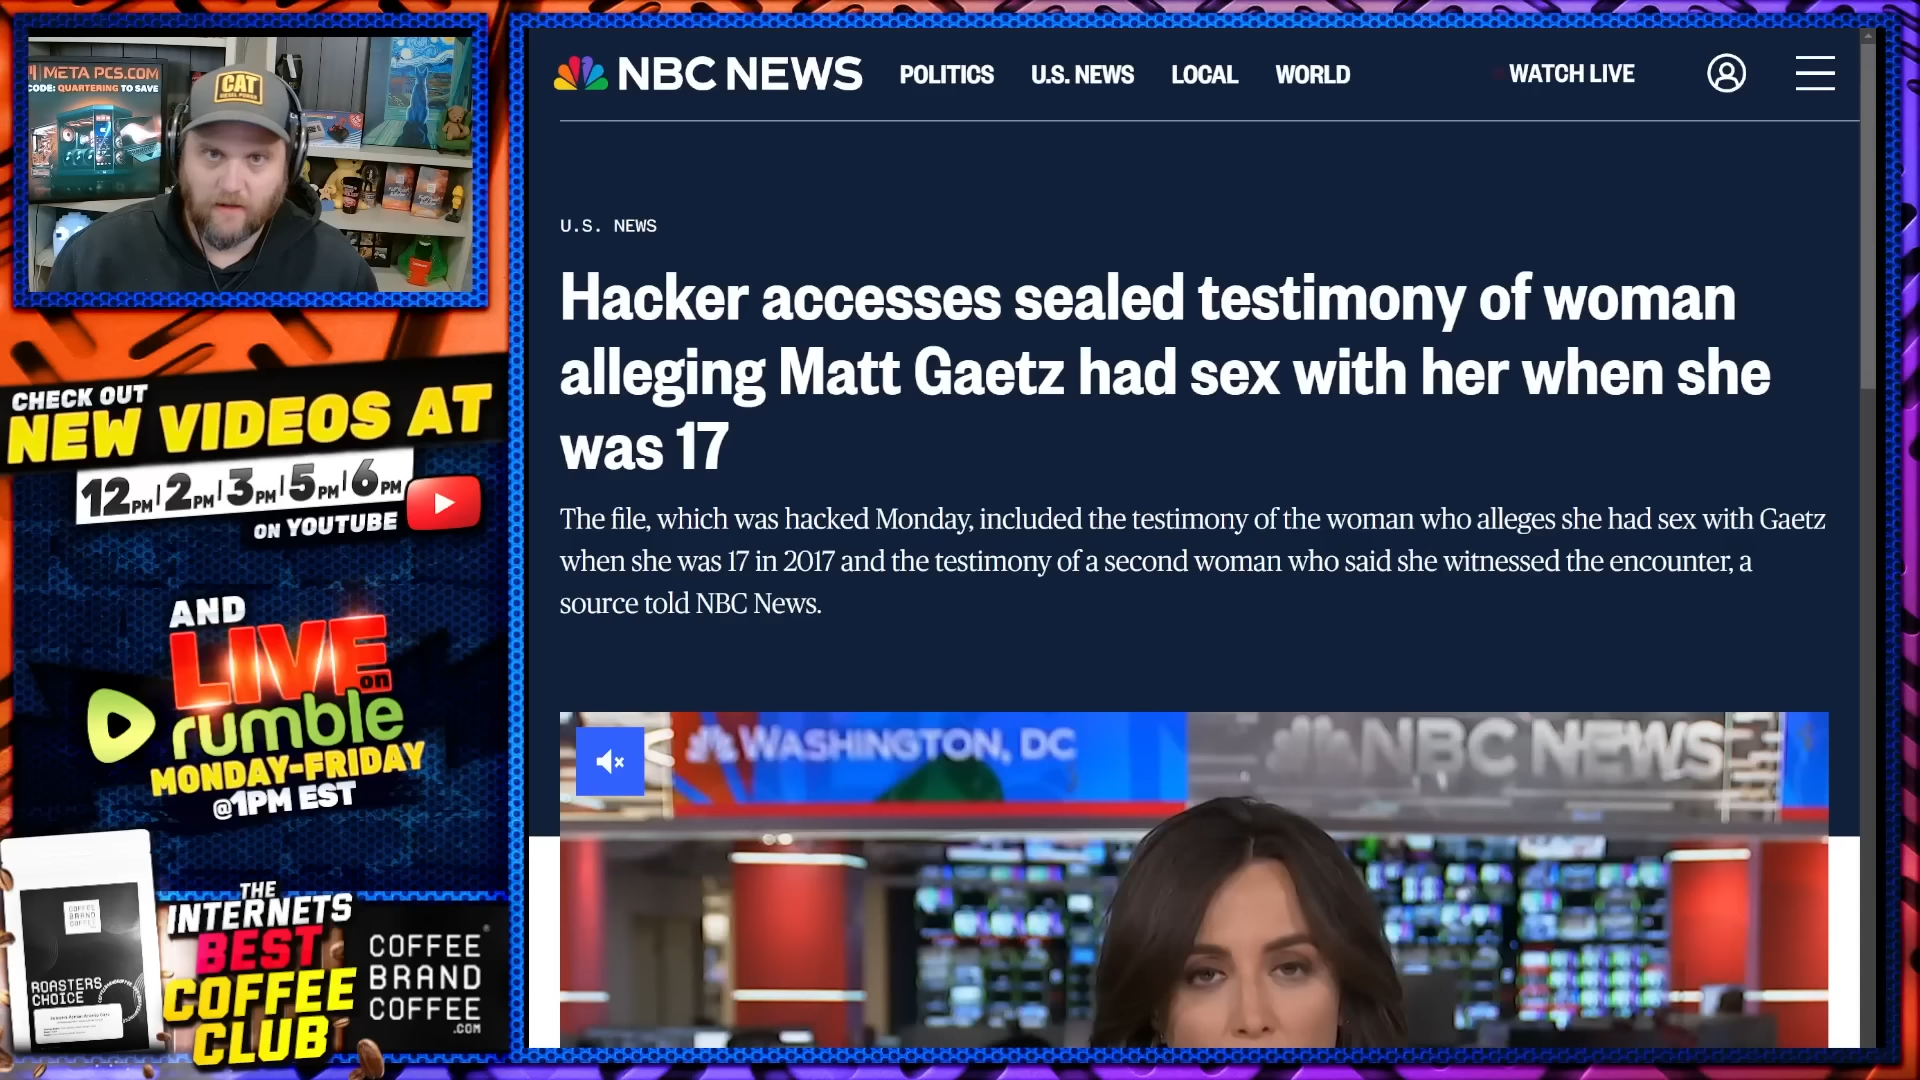 META PCS.COM
CODE: QUARTERING TO SAVE
CAT
DIESEL POWER
CHECK OUT
NEW VIDEOS AT
12PM | 2PM | 3PM | 5PM | 6PM
ON YOUTUBE
AND
LIVE
on
rumble
MONDAY-FRIDAY
@1PM EST
COFFEE
BRAND
COFFEE
ROASTERS
CHOICE
THE
INTERNETS
BEST
COFFEE
CLUB
COFFEE
BRAND
COFFEE
.COM
NBC NEWS
POLITICS
U.S. NEWS
LOCAL
WORLD
WATCH LIVE
U.S. NEWS
Hacker accesses sealed testimony of woman
alleging Matt Gaetz had sex with her when she
was 17
The file, which was hacked Monday, included the testimony of the woman who alleges she had sex with Gaetz
when she was 17 in 2017 and the testimony of a second woman who said she witnessed the encounter, a
source told NBC News.
WASHINGTON, DC
NBC NEWS